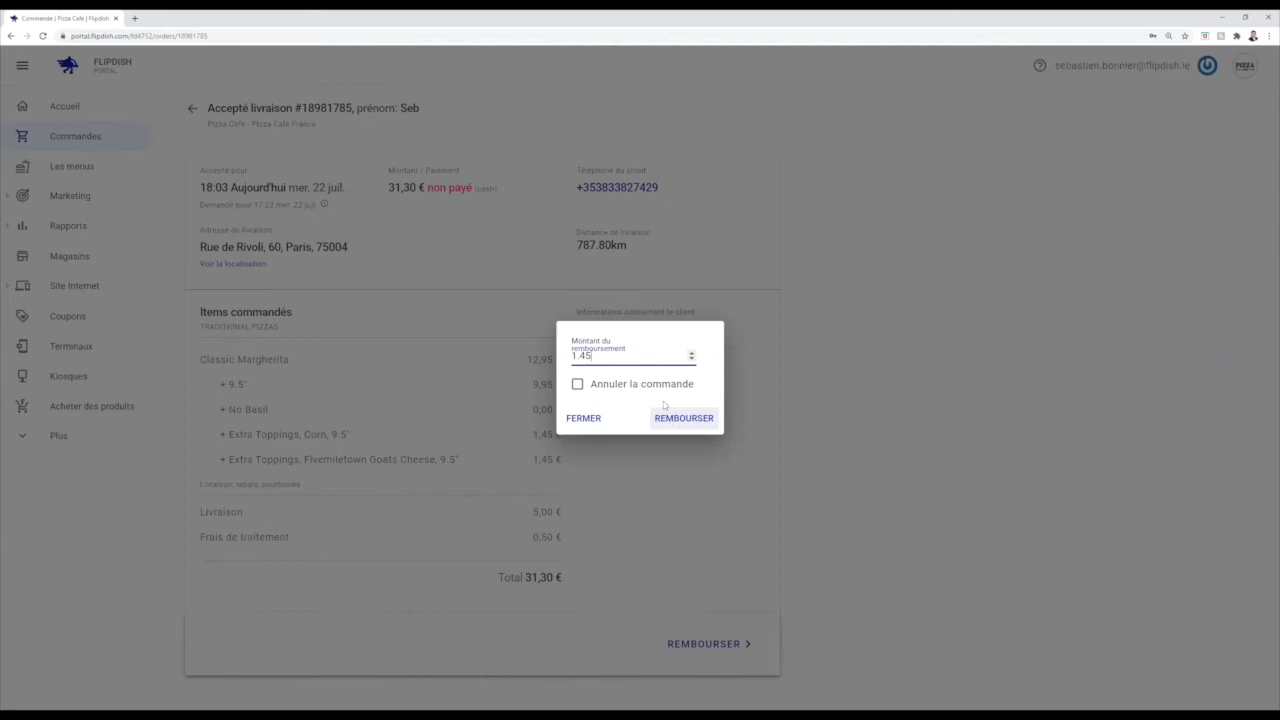 Commande | Pizza Cafe | Flipdish
portal.flipdish.com/fd4752/orders/18981785
FLIPDISH
PORTAL
sebastien.bonnier@flipdish.ie
PIZZA
Accueil
Commandes
Les menus
Marketing
Rapports
Magasins
Site Internet
Coupons
Terminaux
Kiosques
Acheter des produits
Plus
Accepté livraison #18981785, prénom: Seb
Pizza Cafe - Pizza Cafe France
Accepté pour
18:03 Aujourd'hui mer. 22 juil.
Demandé pour 17:22 mer. 22 juil.
Montant / Paiement
31,30 € non payé (cash)
Téléphone du client
+353833827429
Adresse de livraison
Rue de Rivoli, 60, Paris, 75004
Voir la localisation
Distance de livraison
787.80km
Items commandés
TRADITIONAL PIZZAS
Informations concernant le client
Classic Margherita 12,95
+ 9.5" 9,95
+ No Basil 0,00
+ Extra Toppings, Corn, 9.5" 1,45
+ Extra Toppings, Fivemiletown Goats Cheese, 9.5" 1,45 €
Livraison, rabais, pourboires
Livraison 5,00 €
Frais de traitement 0,50 €
Total 31,30 €
REMBOURSER
Montant du
remboursement
1.45
Annuler la commande
FERMER REMBOURSER